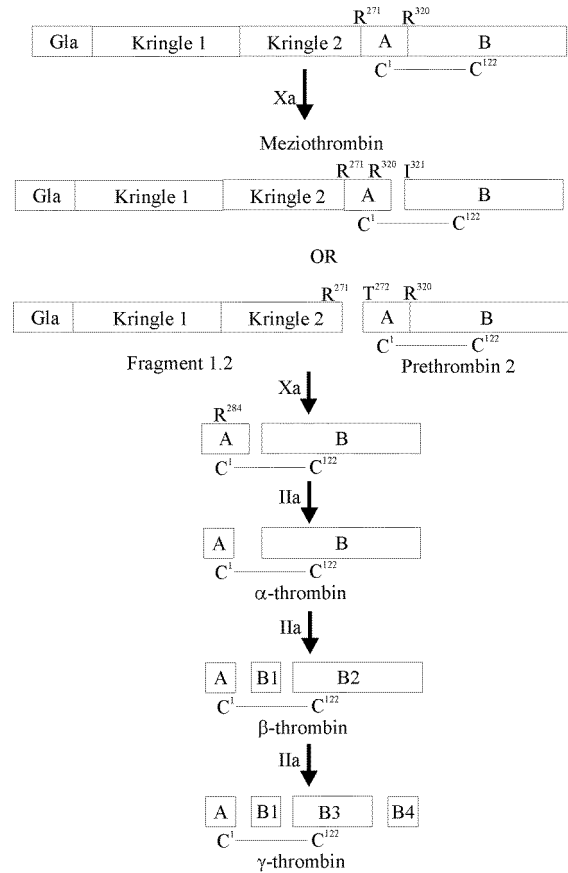 R271 R320
Gla Kringle 1 Kringle 2 A B
C1 C122
Xa
Meziothrombin
R271 R320 I321
Gla Kringle 1 Kringle 2 A B
C1 C122
OR
R271 T272 R320
Gla Kringle 1 Kringle 2 A B
C1 C122
Fragment 1.2 Prethrombin 2
Xa
R284
A B
C1 C122
IIa
A B
C1 C122
α-thrombin
IIa
A B1 B2
C1 C122
β-thrombin
IIa
A B1 B3 B4
C1 C122
γ-thrombin